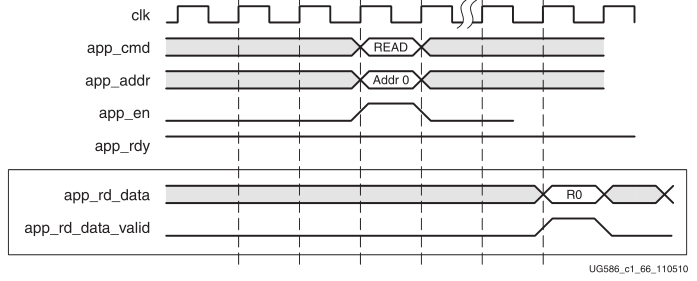 clk
app_cmd READ
app_addr Addr 0
app_en
app_rdy
app_rd_data R0
app_rd_data_valid
UG586_c1_66_110510